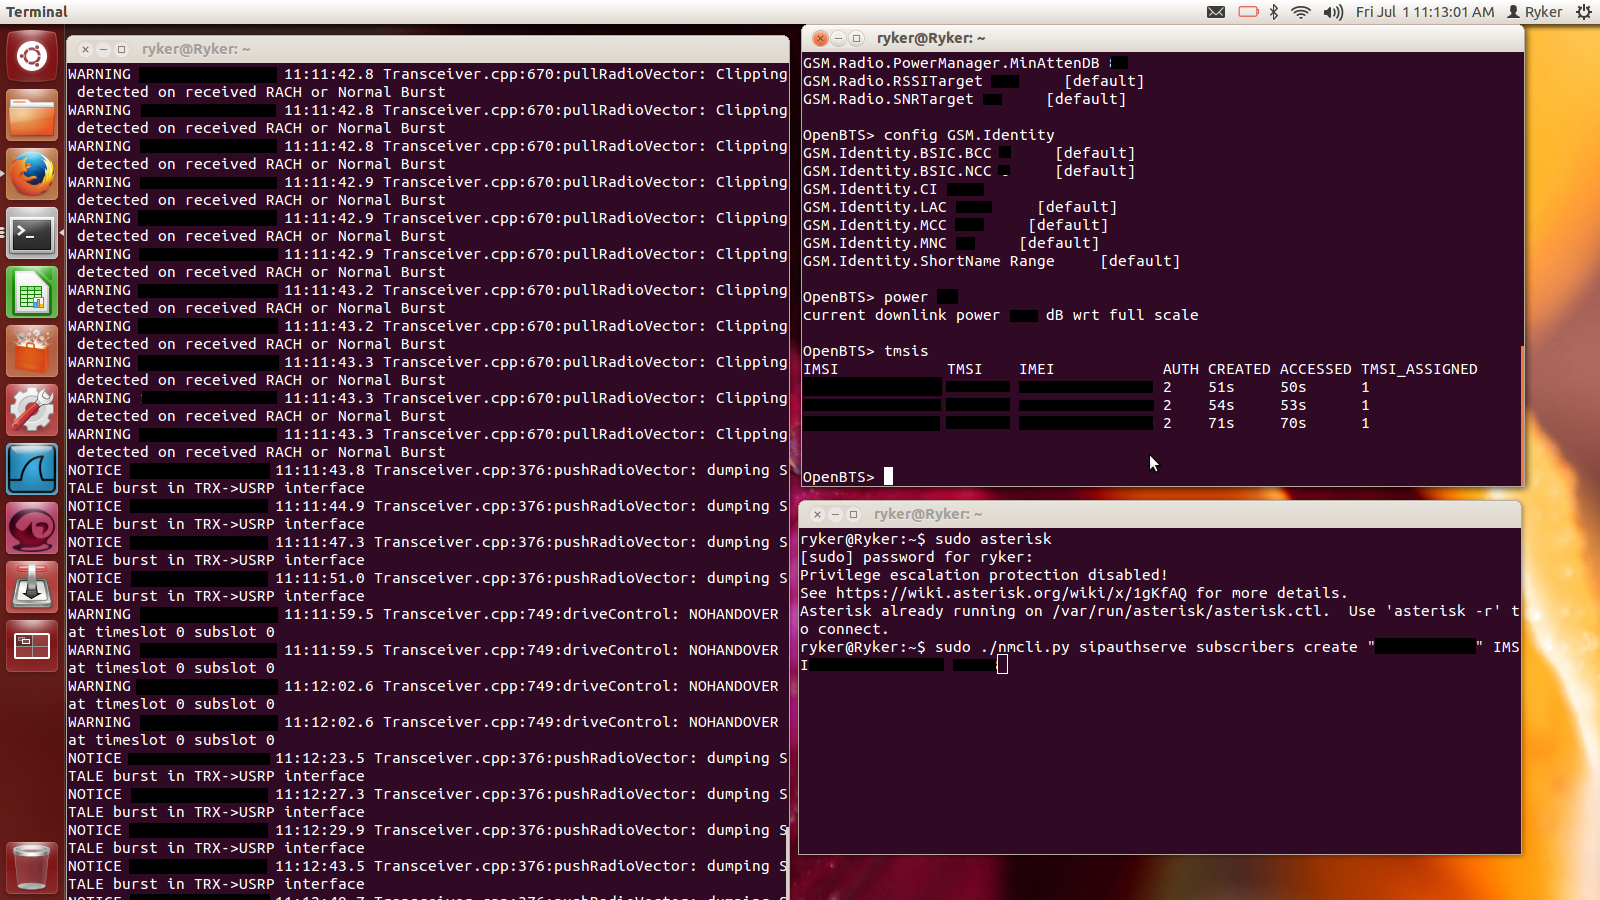 Terminal
Fri Jul 1 11:13:01 AM
Ryker
ryker@Ryker: ~
WARNING 11:11:42.8 Transceiver.cpp:670:pullRadioVector: Clipping
detected on received RACH or Normal Burst
WARNING 11:11:42.8 Transceiver.cpp:670:pullRadioVector: Clipping
detected on received RACH or Normal Burst
WARNING 11:11:42.8 Transceiver.cpp:670:pullRadioVector: Clipping
detected on received RACH or Normal Burst
WARNING 11:11:42.9 Transceiver.cpp:670:pullRadioVector: Clipping
detected on received RACH or Normal Burst
WARNING 11:11:42.9 Transceiver.cpp:670:pullRadioVector: Clipping
detected on received RACH or Normal Burst
WARNING 11:11:42.9 Transceiver.cpp:670:pullRadioVector: Clipping
detected on received RACH or Normal Burst
WARNING 11:11:43.2 Transceiver.cpp:670:pullRadioVector: Clipping
detected on received RACH or Normal Burst
WARNING 11:11:43.2 Transceiver.cpp:670:pullRadioVector: Clipping
detected on received RACH or Normal Burst
WARNING 11:11:43.3 Transceiver.cpp:670:pullRadioVector: Clipping
detected on received RACH or Normal Burst
WARNING 11:11:43.3 Transceiver.cpp:670:pullRadioVector: Clipping
detected on received RACH or Normal Burst
WARNING 11:11:43.3 Transceiver.cpp:670:pullRadioVector: Clipping
detected on received RACH or Normal Burst
NOTICE 11:11:43.8 Transceiver.cpp:376:pushRadioVector: dumping S
TALE burst in TRX->USRP interface
NOTICE 11:11:44.9 Transceiver.cpp:376:pushRadioVector: dumping S
TALE burst in TRX->USRP interface
NOTICE 11:11:47.3 Transceiver.cpp:376:pushRadioVector: dumping S
TALE burst in TRX->USRP interface
NOTICE 11:11:51.0 Transceiver.cpp:376:pushRadioVector: dumping S
TALE burst in TRX->USRP interface
WARNING 11:11:59.5 Transceiver.cpp:749:driveControl: NOHANDOVER
at timeslot 0 subslot 0
WARNING 11:11:59.5 Transceiver.cpp:749:driveControl: NOHANDOVER
at timeslot 0 subslot 0
WARNING 11:12:02.6 Transceiver.cpp:749:driveControl: NOHANDOVER
at timeslot 0 subslot 0
WARNING 11:12:02.6 Transceiver.cpp:749:driveControl: NOHANDOVER
at timeslot 0 subslot 0
NOTICE 11:12:23.5 Transceiver.cpp:376:pushRadioVector: dumping S
TALE burst in TRX->USRP interface
NOTICE 11:12:27.3 Transceiver.cpp:376:pushRadioVector: dumping S
TALE burst in TRX->USRP interface
NOTICE 11:12:29.9 Transceiver.cpp:376:pushRadioVector: dumping S
TALE burst in TRX->USRP interface
NOTICE 11:12:43.5 Transceiver.cpp:376:pushRadioVector: dumping S
TALE burst in TRX->USRP interface
ryker@Ryker: ~
GSM.Radio.PowerManager.MinAttenDB
GSM.Radio.RSSITarget [default]
GSM.Radio.SNRTarget [default]
OpenBTS> config GSM.Identity
GSM.Identity.BSIC.BCC [default]
GSM.Identity.BSIC.NCC [default]
GSM.Identity.CI
GSM.Identity.LAC [default]
GSM.Identity.MCC [default]
GSM.Identity.MNC [default]
GSM.Identity.ShortName Range [default]
OpenBTS> power
current downlink power dB wrt full scale
OpenBTS> tmsis
IMSI TMSI IMEI AUTH CREATED ACCESSED TMSI_ASSIGNED
2 51s 50s 1
2 54s 53s 1
2 71s 70s 1
OpenBTS>
ryker@Ryker: ~
ryker@Ryker:~$ sudo asterisk
[sudo] password for ryker:
Privilege escalation protection disabled!
See https://wiki.asterisk.org/wiki/x/1gKfAQ for more details.
Asterisk already running on /var/run/asterisk/asterisk.ctl.  Use 'asterisk -r' t
o connect.
ryker@Ryker:~$ sudo ./nmcli.py sipauthserve subscribers create " " IMS
I